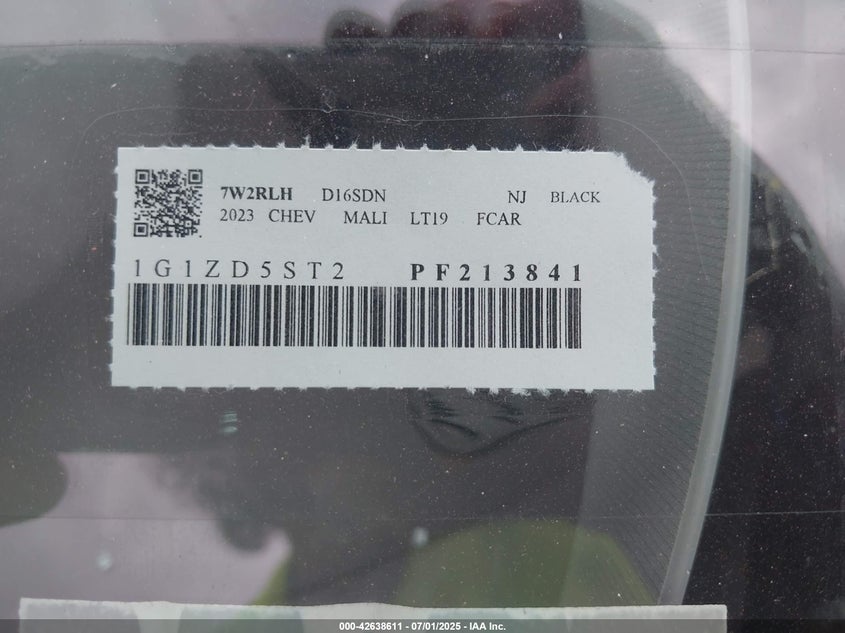 7W2RLH D16SDN NJ BLACK
2023 CHEV MALI LT19 FCAR
1G1ZD5ST2 PF213841
000-42638611 - 07/01/2025 - IAA Inc.